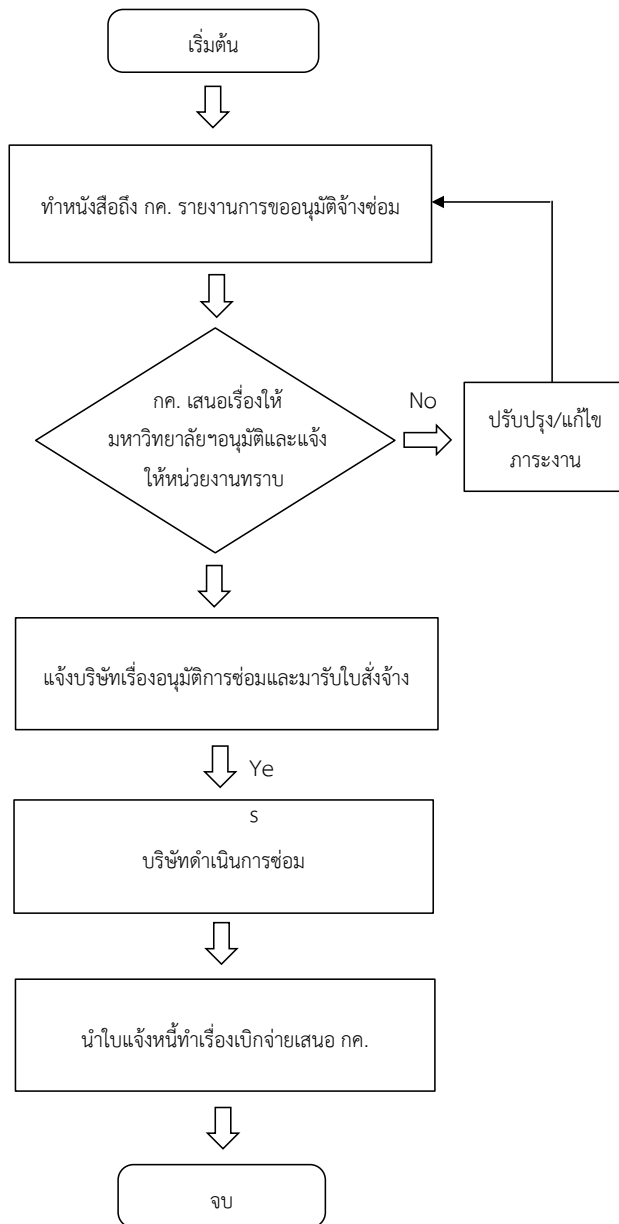 เริ่มต้น
ทำหนังสือถึง กค. รายงานการขออนุมัติจ้างซ่อม
กค. เสนอเรื่องให้
มหาวิทยาลัยฯอนุมัติและแจ้ง
ให้หน่วยงานทราบ
No
ปรับปรุง/แก้ไข
ภาระงาน
แจ้งบริษัทเรื่องอนุมัติการซ่อมและมารับใบสั่งจ้าง
Ye
s
บริษัทดำเนินการซ่อม
นำใบแจ้งหนี้ทำเรื่องเบิกจ่ายเสนอ กค.
จบ